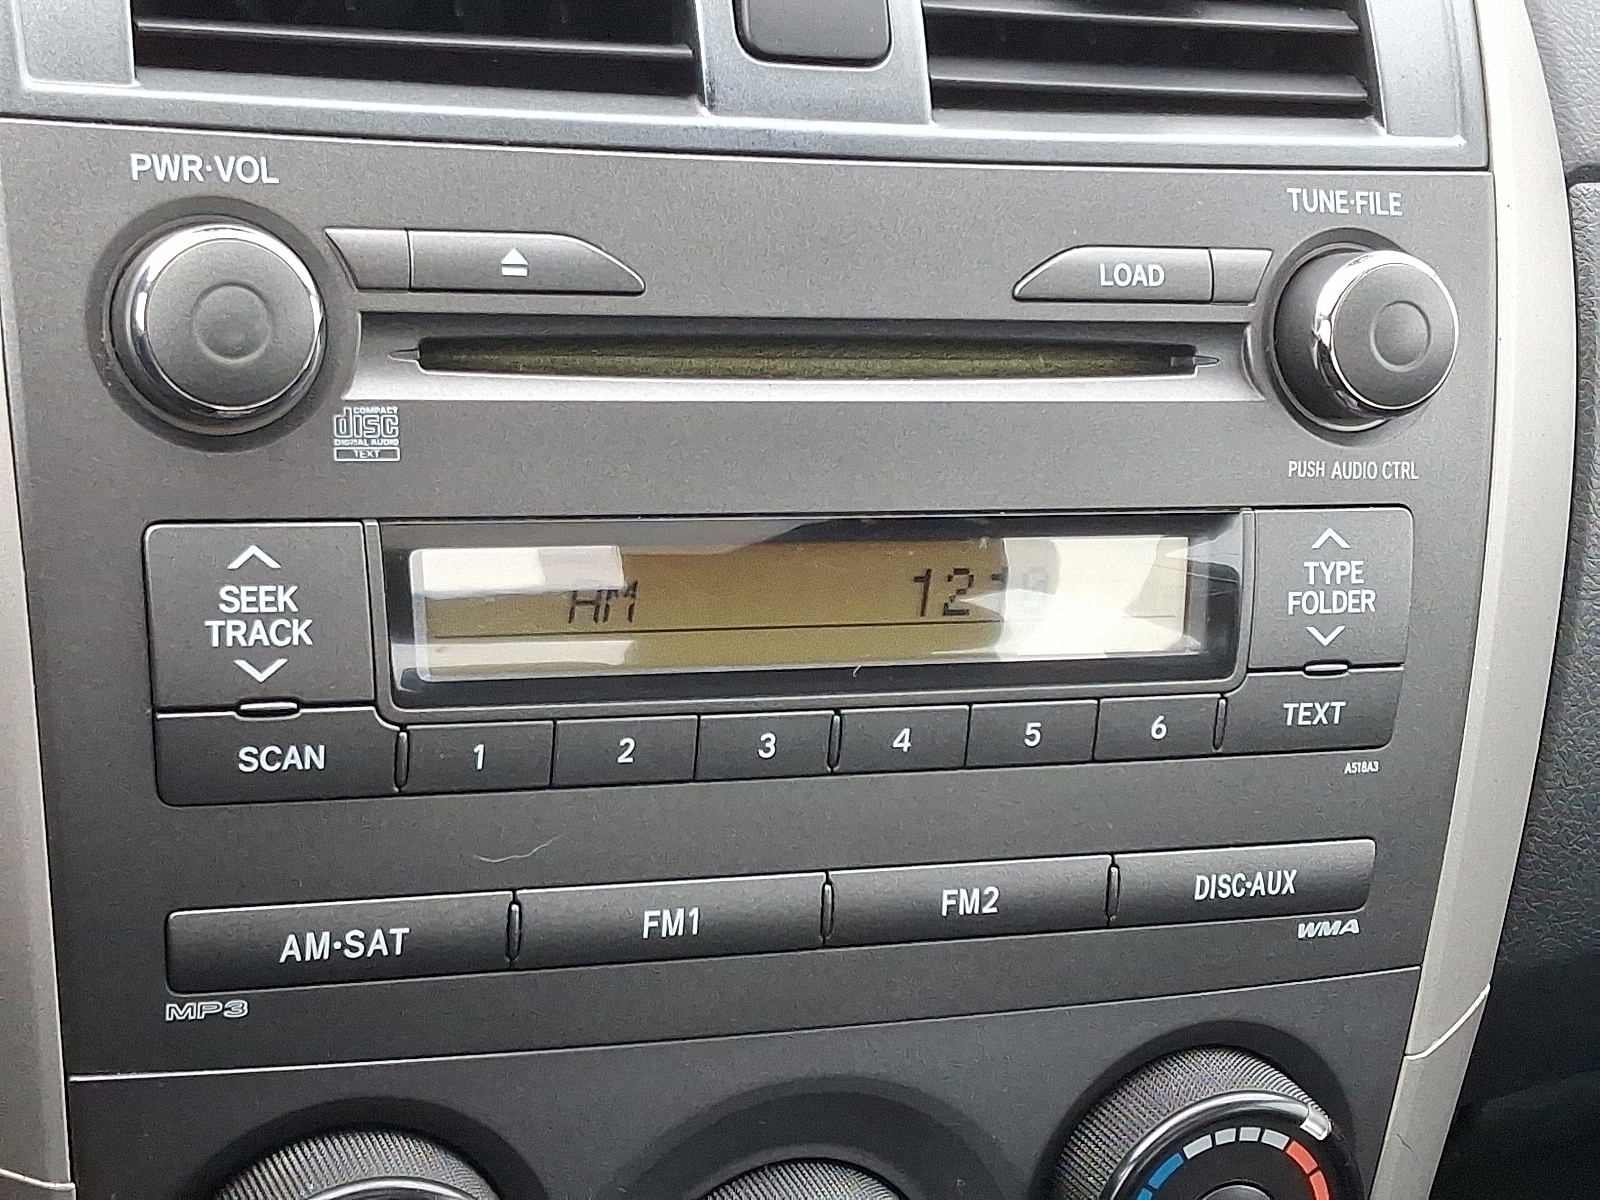 PWR·VOL
TUNE·FILE
LOAD
COMPACT
disc
DIGITAL AUDIO
TEXT
PUSH AUDIO CTRL
SEEK
TRACK
AM 12
TYPE
FOLDER
SCAN
1 2 3 4 5 6
TEXT
A518A3
AM·SAT
FM1
FM2
DISC·AUX
WMA
MP3